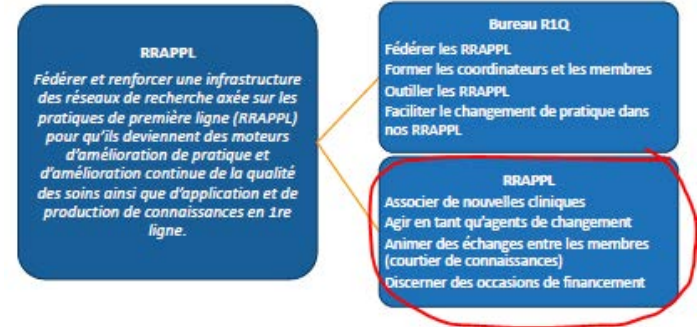 RRAPPL
Fédérer et renforcer une infrastructure
des réseaux de recherche axée sur les
pratiques de première ligne (RRAPPL)
pour qu'ils deviennent des moteurs
d'amélioration de pratique et
d'amélioration continue de la qualité
des soins ainsi que d'application et de
production de connaissances en 1re
ligne.
Bureau R1Q
Fédérer les RRAPPL
Former les coordinateurs et les membres
Outiller les RRAPPL
Faciliter le changement de pratique dans
nos RRAPPL
RRAPPL
Associer de nouvelles cliniques
Agir en tant qu'agents de changement
Animer des échanges entre les membres
(courtier de connaissances)
Discerner des occasions de financement